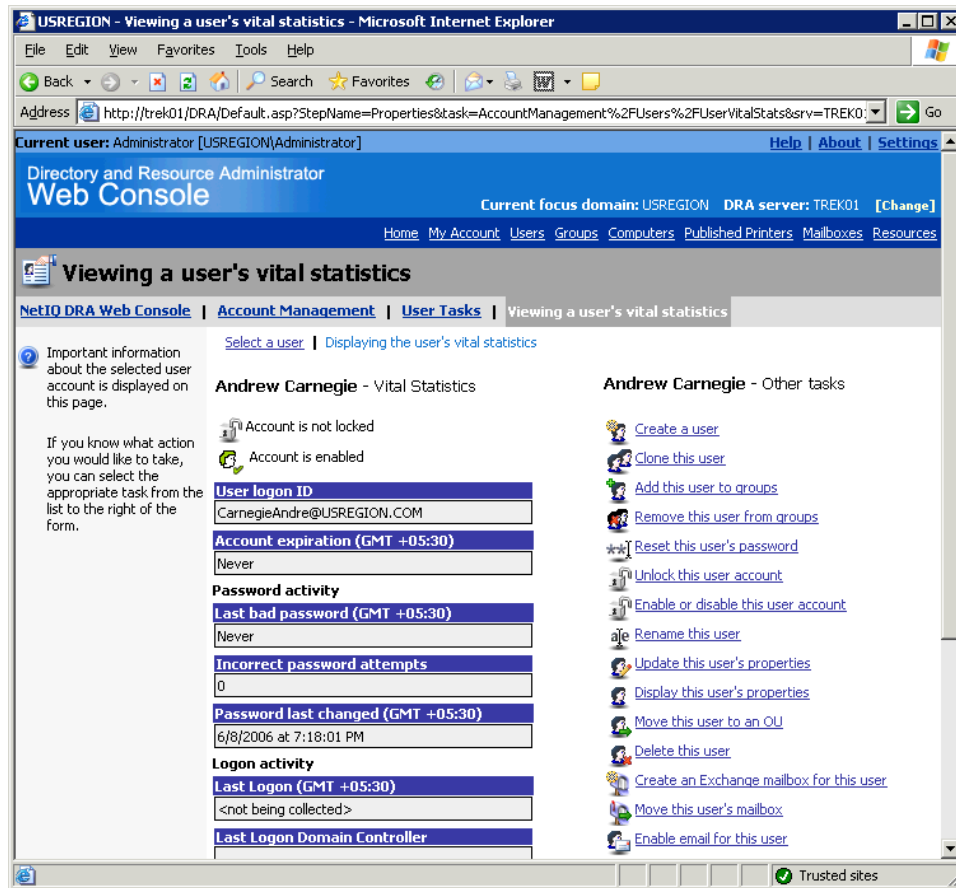 USREGION - Viewing a user's vital statistics - Microsoft Internet Explorer
File Edit View Favorites Tools Help
Back Search Favorites
Address http://trek01/DRA/Default.asp?StepName=Properties&task=AccountManagement%2FUsers%2FUserVitalStats&srv=TREK0 Go
Current user: Administrator [USREGION\Administrator] Help | About | Settings
Directory and Resource Administrator
Web Console
Current focus domain: USREGION DRA server: TREK01 [Change]
Home My Account Users Groups Computers Published Printers Mailboxes Resources
Viewing a user's vital statistics
NetIQ DRA Web Console | Account Management | User Tasks | Viewing a user's vital statistics
Important information
about the selected user
account is displayed on
this page.
If you know what action
you would like to take,
you can select the
appropriate task from the
list to the right of the
form.
Select a user | Displaying the user's vital statistics
Andrew Carnegie - Vital Statistics
Account is not locked
Account is enabled
User logon ID
CarnegieAndre@USREGION.COM
Account expiration (GMT +05:30)
Never
Password activity
Last bad password (GMT +05:30)
Never
Incorrect password attempts
0
Password last changed (GMT +05:30)
6/8/2006 at 7:18:01 PM
Logon activity
Last Logon (GMT +05:30)
<not being collected>
Last Logon Domain Controller
Andrew Carnegie - Other tasks
Create a user
Clone this user
Add this user to groups
Remove this user from groups
Reset this user's password
Unlock this user account
Enable or disable this user account
Rename this user
Update this user's properties
Display this user's properties
Move this user to an OU
Delete this user
Create an Exchange mailbox for this user
Move this user's mailbox
Enable email for this user
Trusted sites